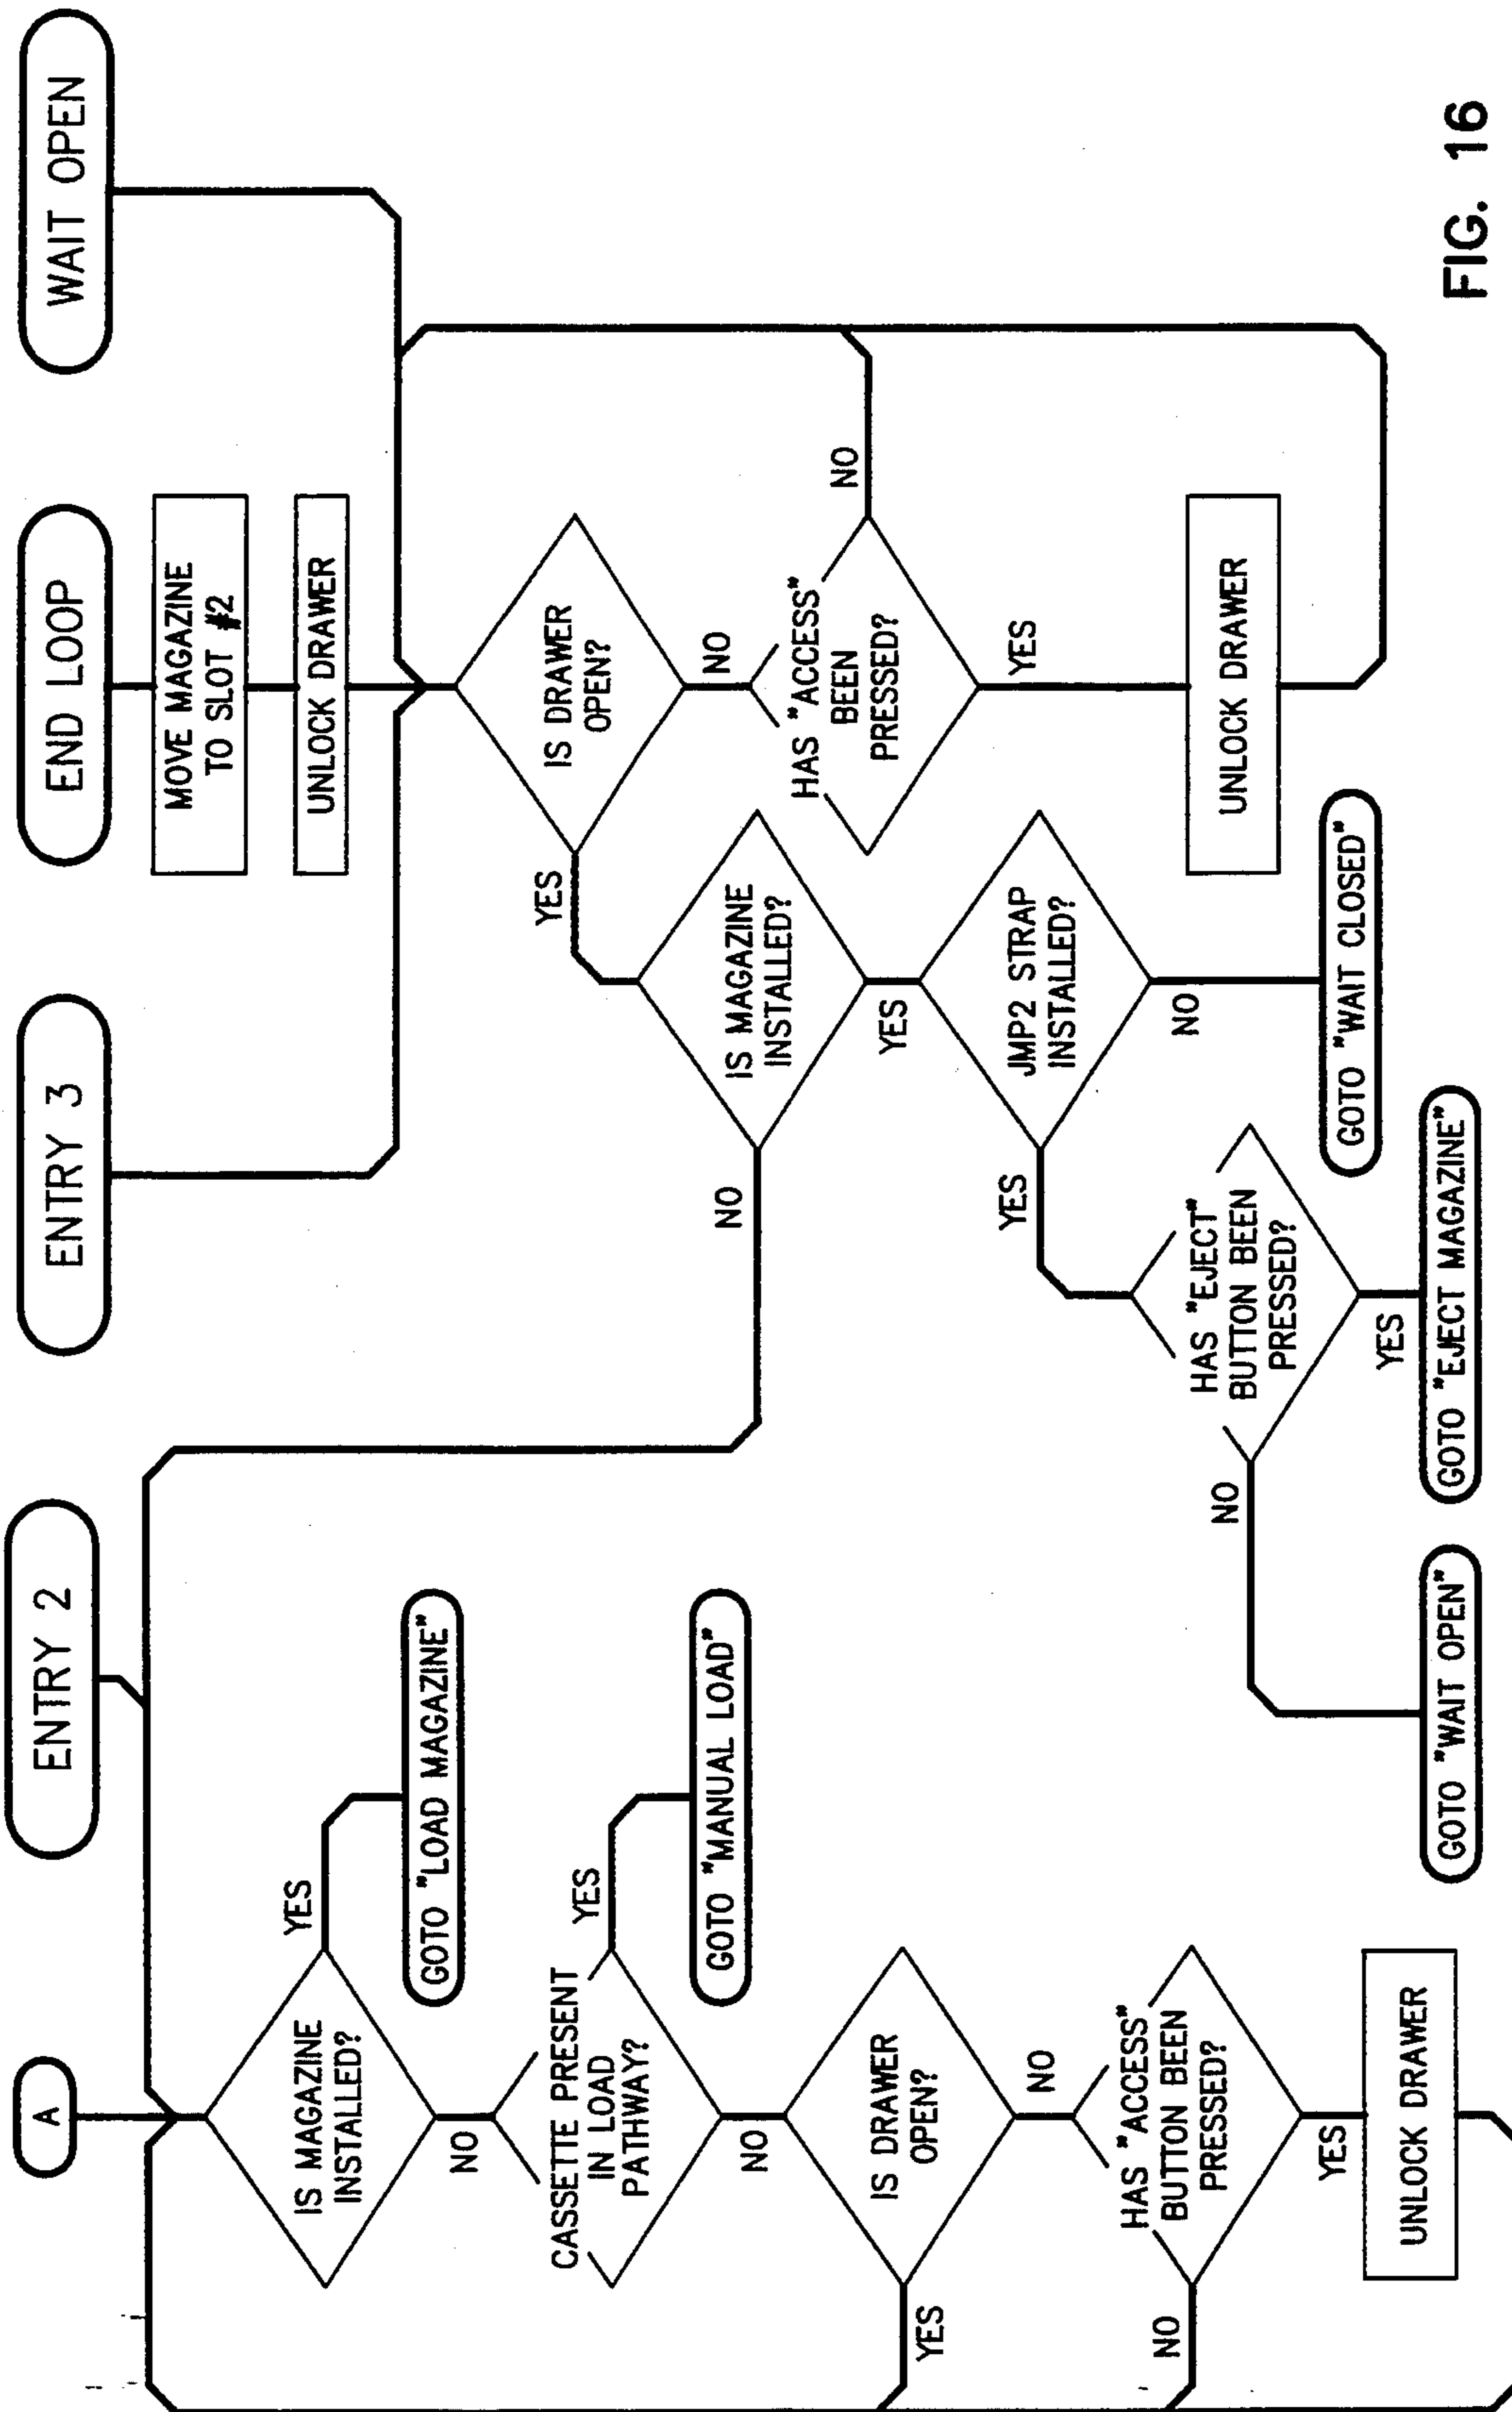 A
ENTRY 2
ENTRY 3
END LOOP
WAIT OPEN
IS MAGAZINE
INSTALLED?
YES
GOTO "LOAD MAGAZINE"
NO
CASSETTE PRESENT
IN LOAD
PATHWAY?
YES
GOTO "MANUAL LOAD"
NO
IS DRAWER
OPEN?
YES
NO
HAS "ACCESS"
BUTTON BEEN
PRESSED?
NO
YES
UNLOCK DRAWER
MOVE MAGAZINE
TO SLOT #2
UNLOCK DRAWER
IS DRAWER
OPEN?
YES
NO
HAS "ACCESS"
BEEN
PRESSED?
NO
YES
UNLOCK DRAWER
IS MAGAZINE
INSTALLED?
NO
YES
JMP2 STRAP
INSTALLED?
YES
NO
GOTO "WAIT CLOSED"
HAS "EJECT"
BUTTON BEEN
PRESSED?
NO
YES
GOTO "WAIT OPEN"
GOTO "EJECT MAGAZINE"
FIG. 16